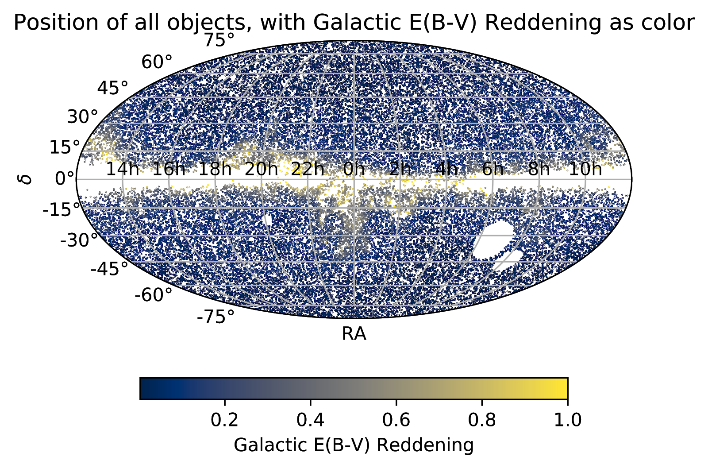 Position of all objects, with Galactic E(B-V) Reddening as color
75°
60°
45°
30°
15°
14h 16h 18h 20h 22h 0h 2h 4h 6h 8h 10h
0°
δ
-15°
-30°
-45°
-60°
-75°
RA
0.2 0.4 0.6 0.8 1.0
Galactic E(B-V) Reddening